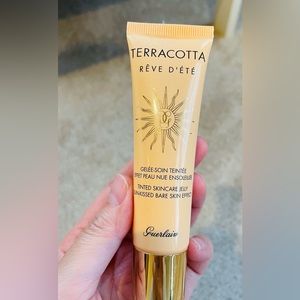 TERRACOTTA
RÊVE D'ÉTÉ
GELÉE-SOIN TEINTÉE
EFFET PEAU NUE ENSOLEILLÉE
TINTED SKINCARE JELLY
SUNKISSED BARE SKIN EFFECT
Guerlain